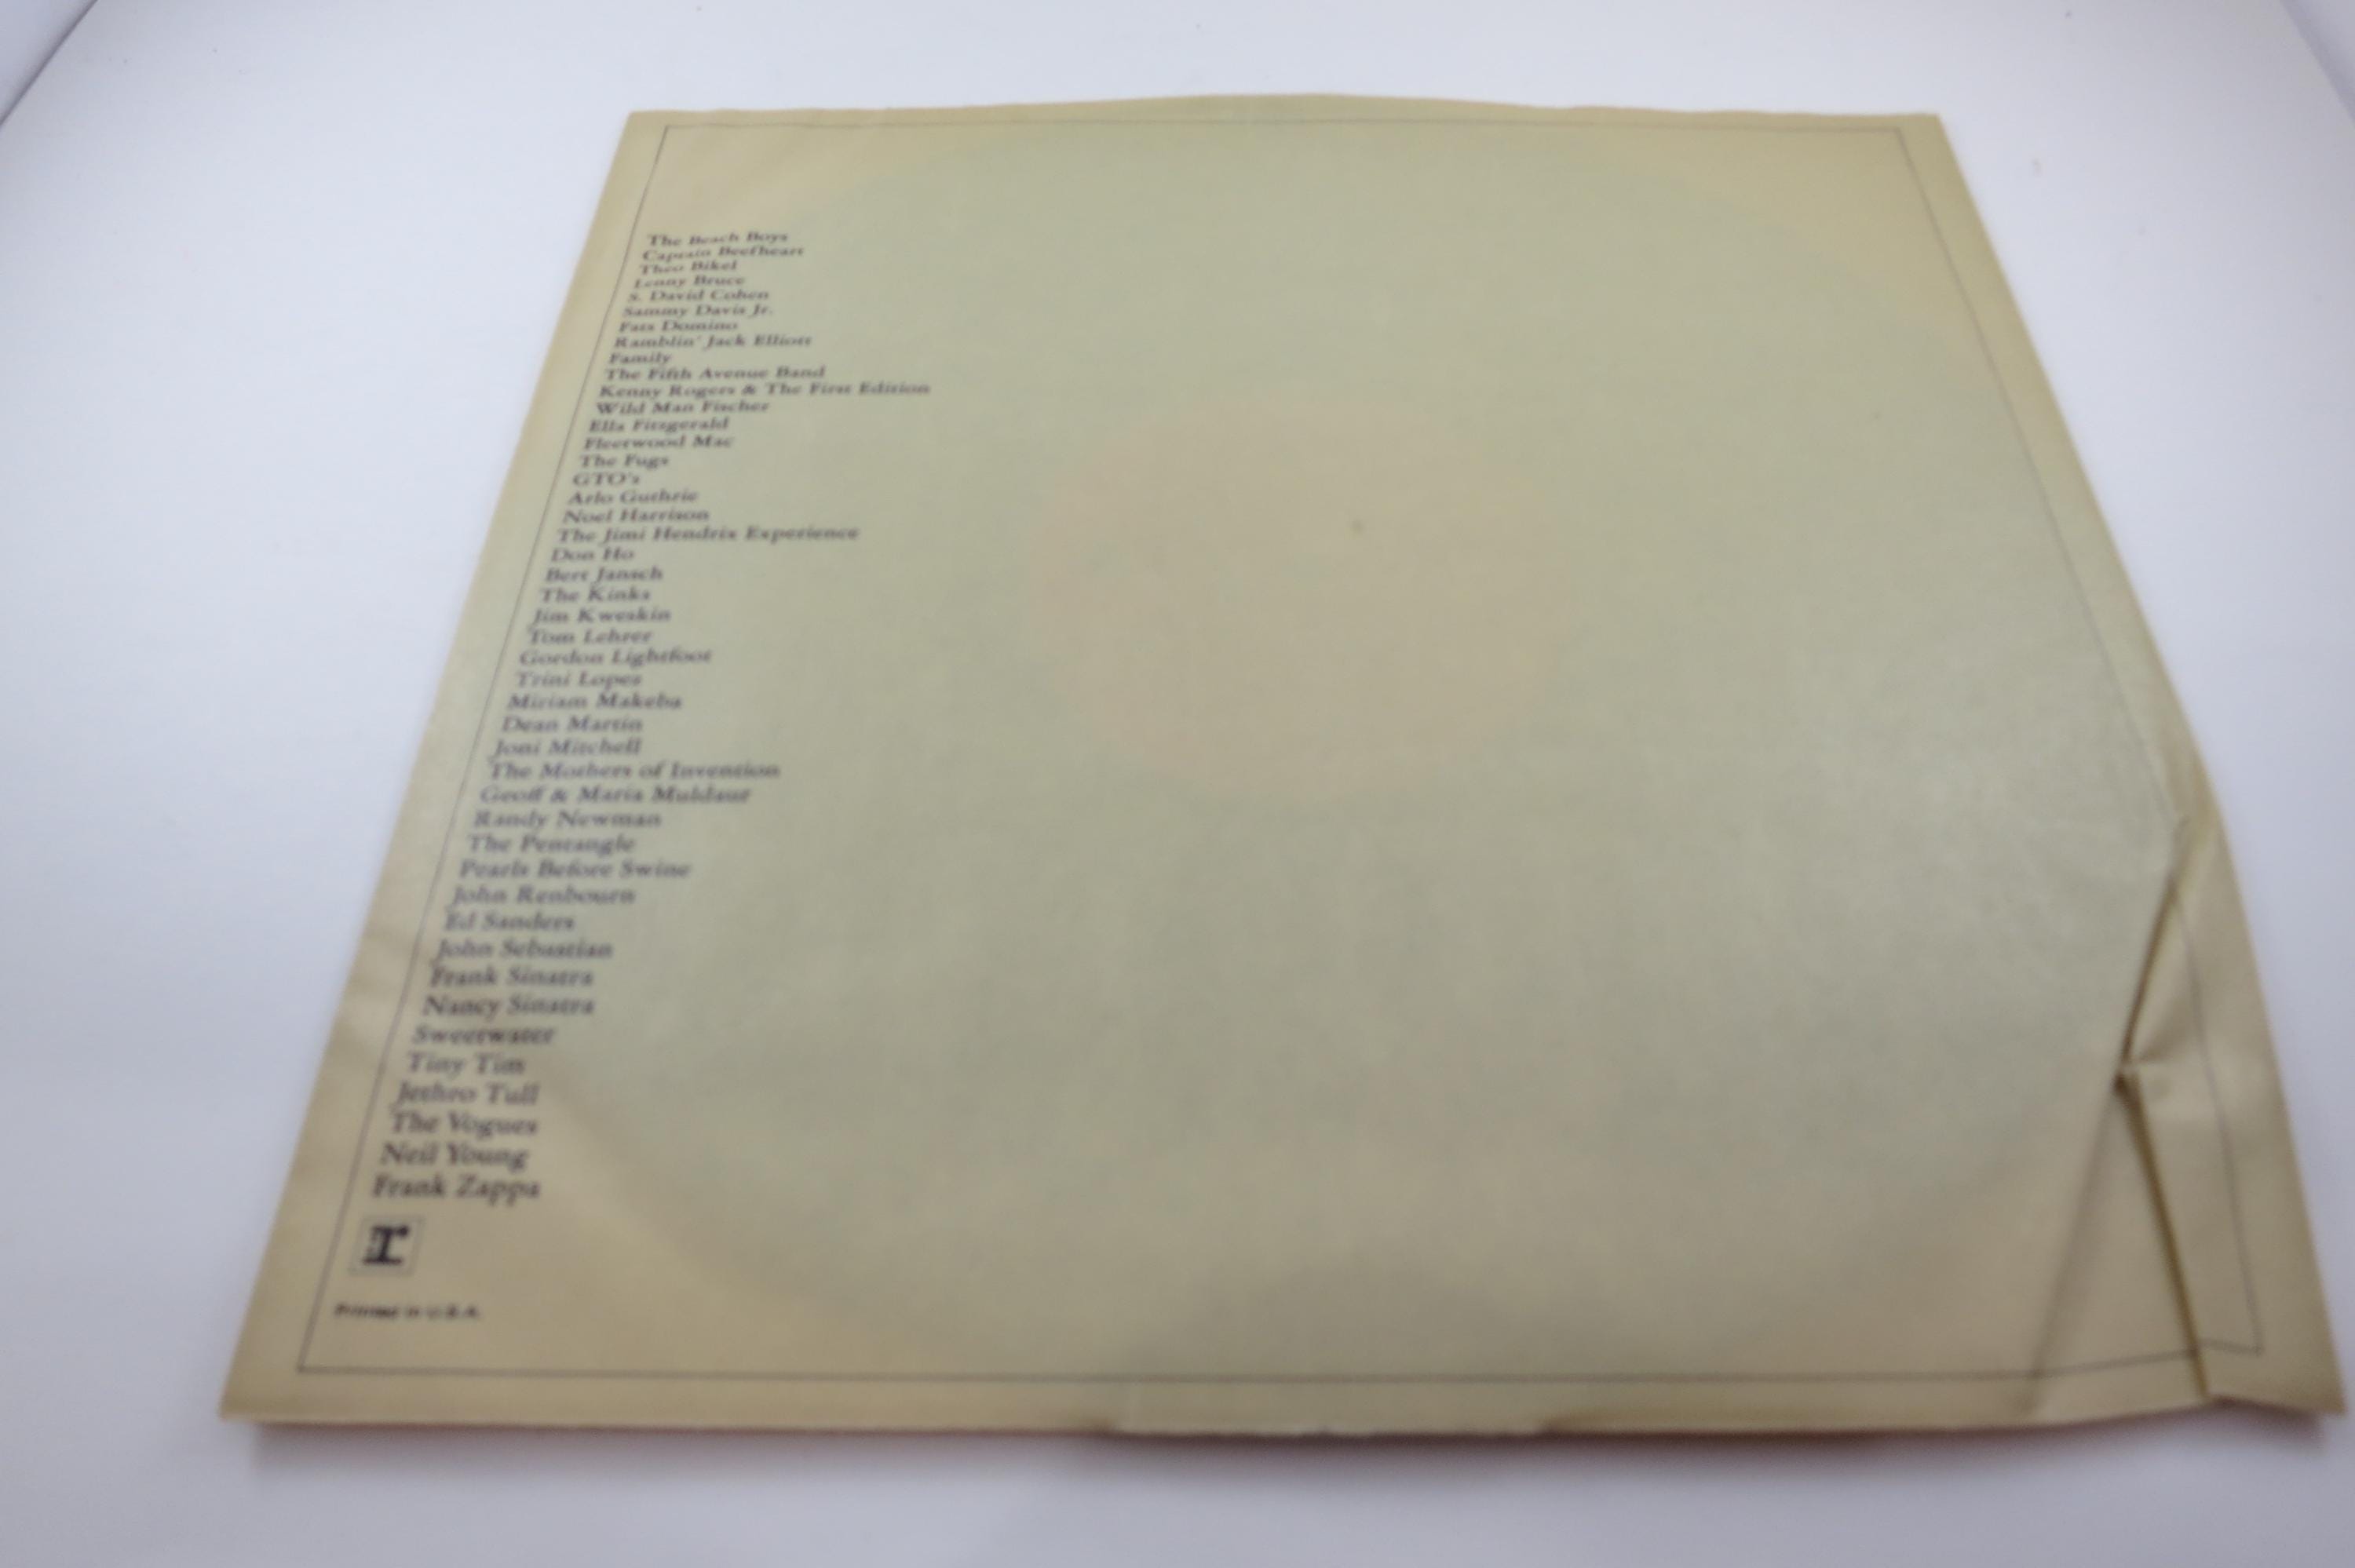 The Beach Boys
Captain Beefheart
Theo Bikel
Lenny Bruce
S. David Cohen
Sammy Davis Jr.
Fats Domino
Ramblin' Jack Elliott
Family
The Fifth Avenue Band
Kenny Rogers & The First Edition
Wild Man Fischer
Ella Fitzgerald
Fleetwood Mac
The Fugs
GTO's
Arlo Guthrie
Noel Harrison
The Jimi Hendrix Experience
Don Ho
Bert Jansch
The Kinks
Jim Kweskin
Tom Lehrer
Gordon Lightfoot
Trini Lopez
Miriam Makeba
Dean Martin
Joni Mitchell
The Mothers of Invention
Geoff & Maria Muldaur
Randy Newman
The Pentangle
Pearls Before Swine
John Renbourn
Ed Sanders
John Sebastian
Frank Sinatra
Nancy Sinatra
Sweetwater
Tiny Tim
Jethro Tull
The Vogues
Neil Young
Frank Zappa
r
Printed in U.S.A.